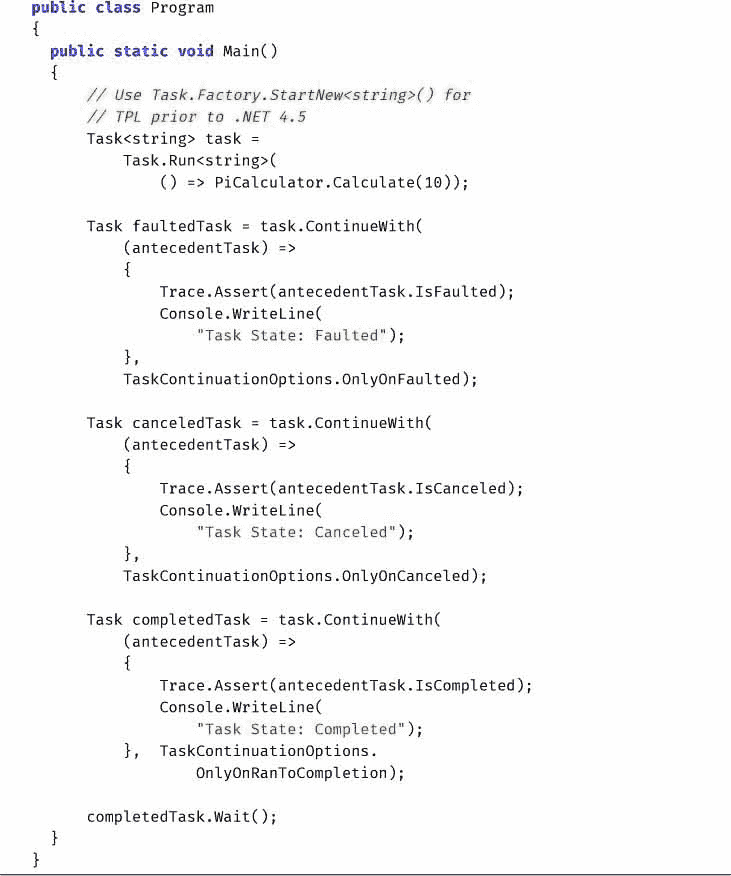 public class Program
{
  public static void Main()
  {
      // Use Task.Factory.StartNew<string>() for
      // TPL prior to .NET 4.5
      Task<string> task =
          Task.Run<string>(
              () => PiCalculator.Calculate(10));

      Task faultedTask = task.ContinueWith(
          (antecedentTask) =>
          {
              Trace.Assert(antecedentTask.IsFaulted);
              Console.WriteLine(
                  "Task State: Faulted");
          },
          TaskContinuationOptions.OnlyOnFaulted);

      Task canceledTask = task.ContinueWith(
          (antecedentTask) =>
          {
              Trace.Assert(antecedentTask.IsCanceled);
              Console.WriteLine(
                  "Task State: Canceled");
          },
          TaskContinuationOptions.OnlyOnCanceled);

      Task completedTask = task.ContinueWith(
          (antecedentTask) =>
          {
              Trace.Assert(antecedentTask.IsCompleted);
              Console.WriteLine(
                  "Task State: Completed");
          },  TaskContinuationOptions.
                  OnlyOnRanToCompletion);

      completedTask.Wait();
  }
}